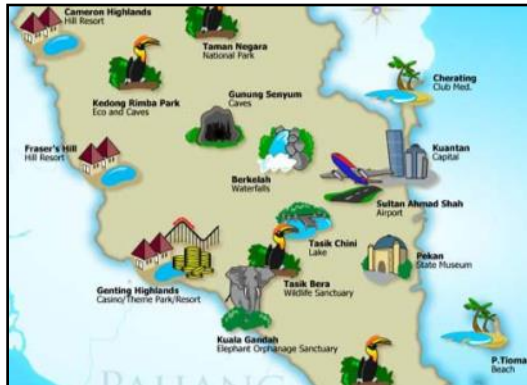 Cameron Highlands
Hill Resort
Taman Negara
National Park
Cherating
Club Med.
Kedong Rimba Park
Eco and Caves
Gunung Senyum
Caves
Fraser's Hill
Hill Resort
Kuantan
Capital
Berkelah
Waterfalls
Sultan Ahmad Shah
Airport
Tasik Chini
Lake
Pekan
State Museum
Genting Highlands
Casino/Theme Park/Resort
Tasik Bera
Wildlife Sanctuary
Kuala Gandah
Elephant Orphanage Sanctuary
P.Tioma
Beach
PAHANG